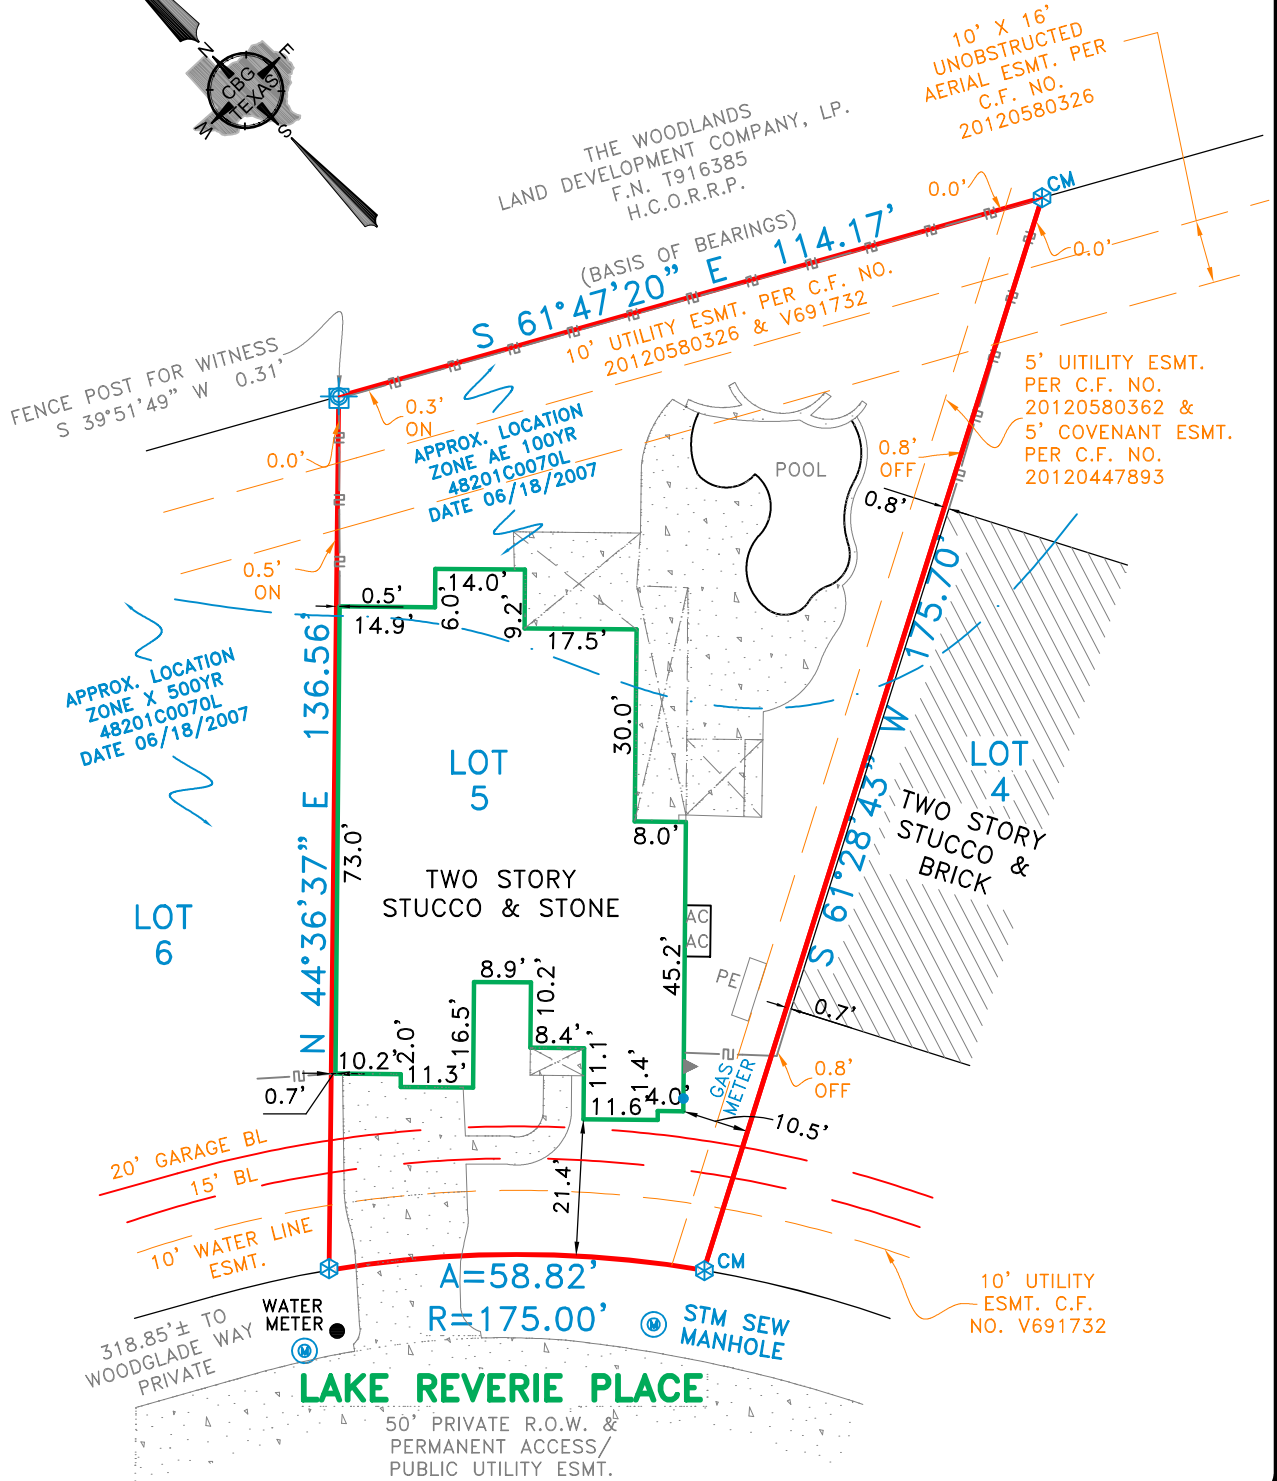 N
E
CBG
TEXAS
W
S
10' X 16'
UNOBSTRUCTED
AERIAL ESMT. PER
C.F. NO.
20120580326
THE WOODLANDS
LAND DEVELOPMENT COMPANY, LP.
F.N. T916385
H.C.O.R.R.P.
0.0'
CM
(BASIS OF BEARINGS)
S 61°47'20" E 114.17'
0.0'
10' UTILITY ESMT. PER C.F. NO.
20120580326 & V691732
FENCE POST FOR WITNESS
S 39°51'49" W 0.31'
0.3'
ON
0.0'
APPROX. LOCATION
ZONE AE 100YR
48201C0070L
DATE 06/18/2007
5' UITILITY ESMT.
PER C.F. NO.
20120580362 &
5' COVENANT ESMT.
PER C.F. NO.
20120447893
POOL
0.8'
OFF
0.8'
0.5'
ON
0.5'
14.9'
14.0'
6.0'
9.2'
17.5'
APPROX. LOCATION
ZONE X 500YR
48201C0070L
DATE 06/18/2007
N 44°36'37" E 136.56'
S 61°28'43" W 175.70'
30.0'
LOT
5
LOT
4
TWO STORY
STUCCO &
BRICK
8.0'
73.0'
TWO STORY
STUCCO & STONE
LOT
6
AC
AC
45.2'
PE
8.9'
10.2'
16.5'
8.4'
11.1'
10.2'
2.0'
11.3'
0.7'
1.4'
11.6'
4.0'
GAS
METER
0.7'
0.8'
OFF
10.5'
20' GARAGE BL
15' BL
21.4'
10' WATER LINE
ESMT.
A=58.82'
R=175.00'
CM
10' UTILITY
ESMT. C.F.
NO. V691732
WATER
METER
M
M
STM SEW
MANHOLE
318.85'± TO
WOODGLADE WAY
PRIVATE
LAKE REVERIE PLACE
50' PRIVATE R.O.W. &
PERMANENT ACCESS/
PUBLIC UTILITY ESMT.